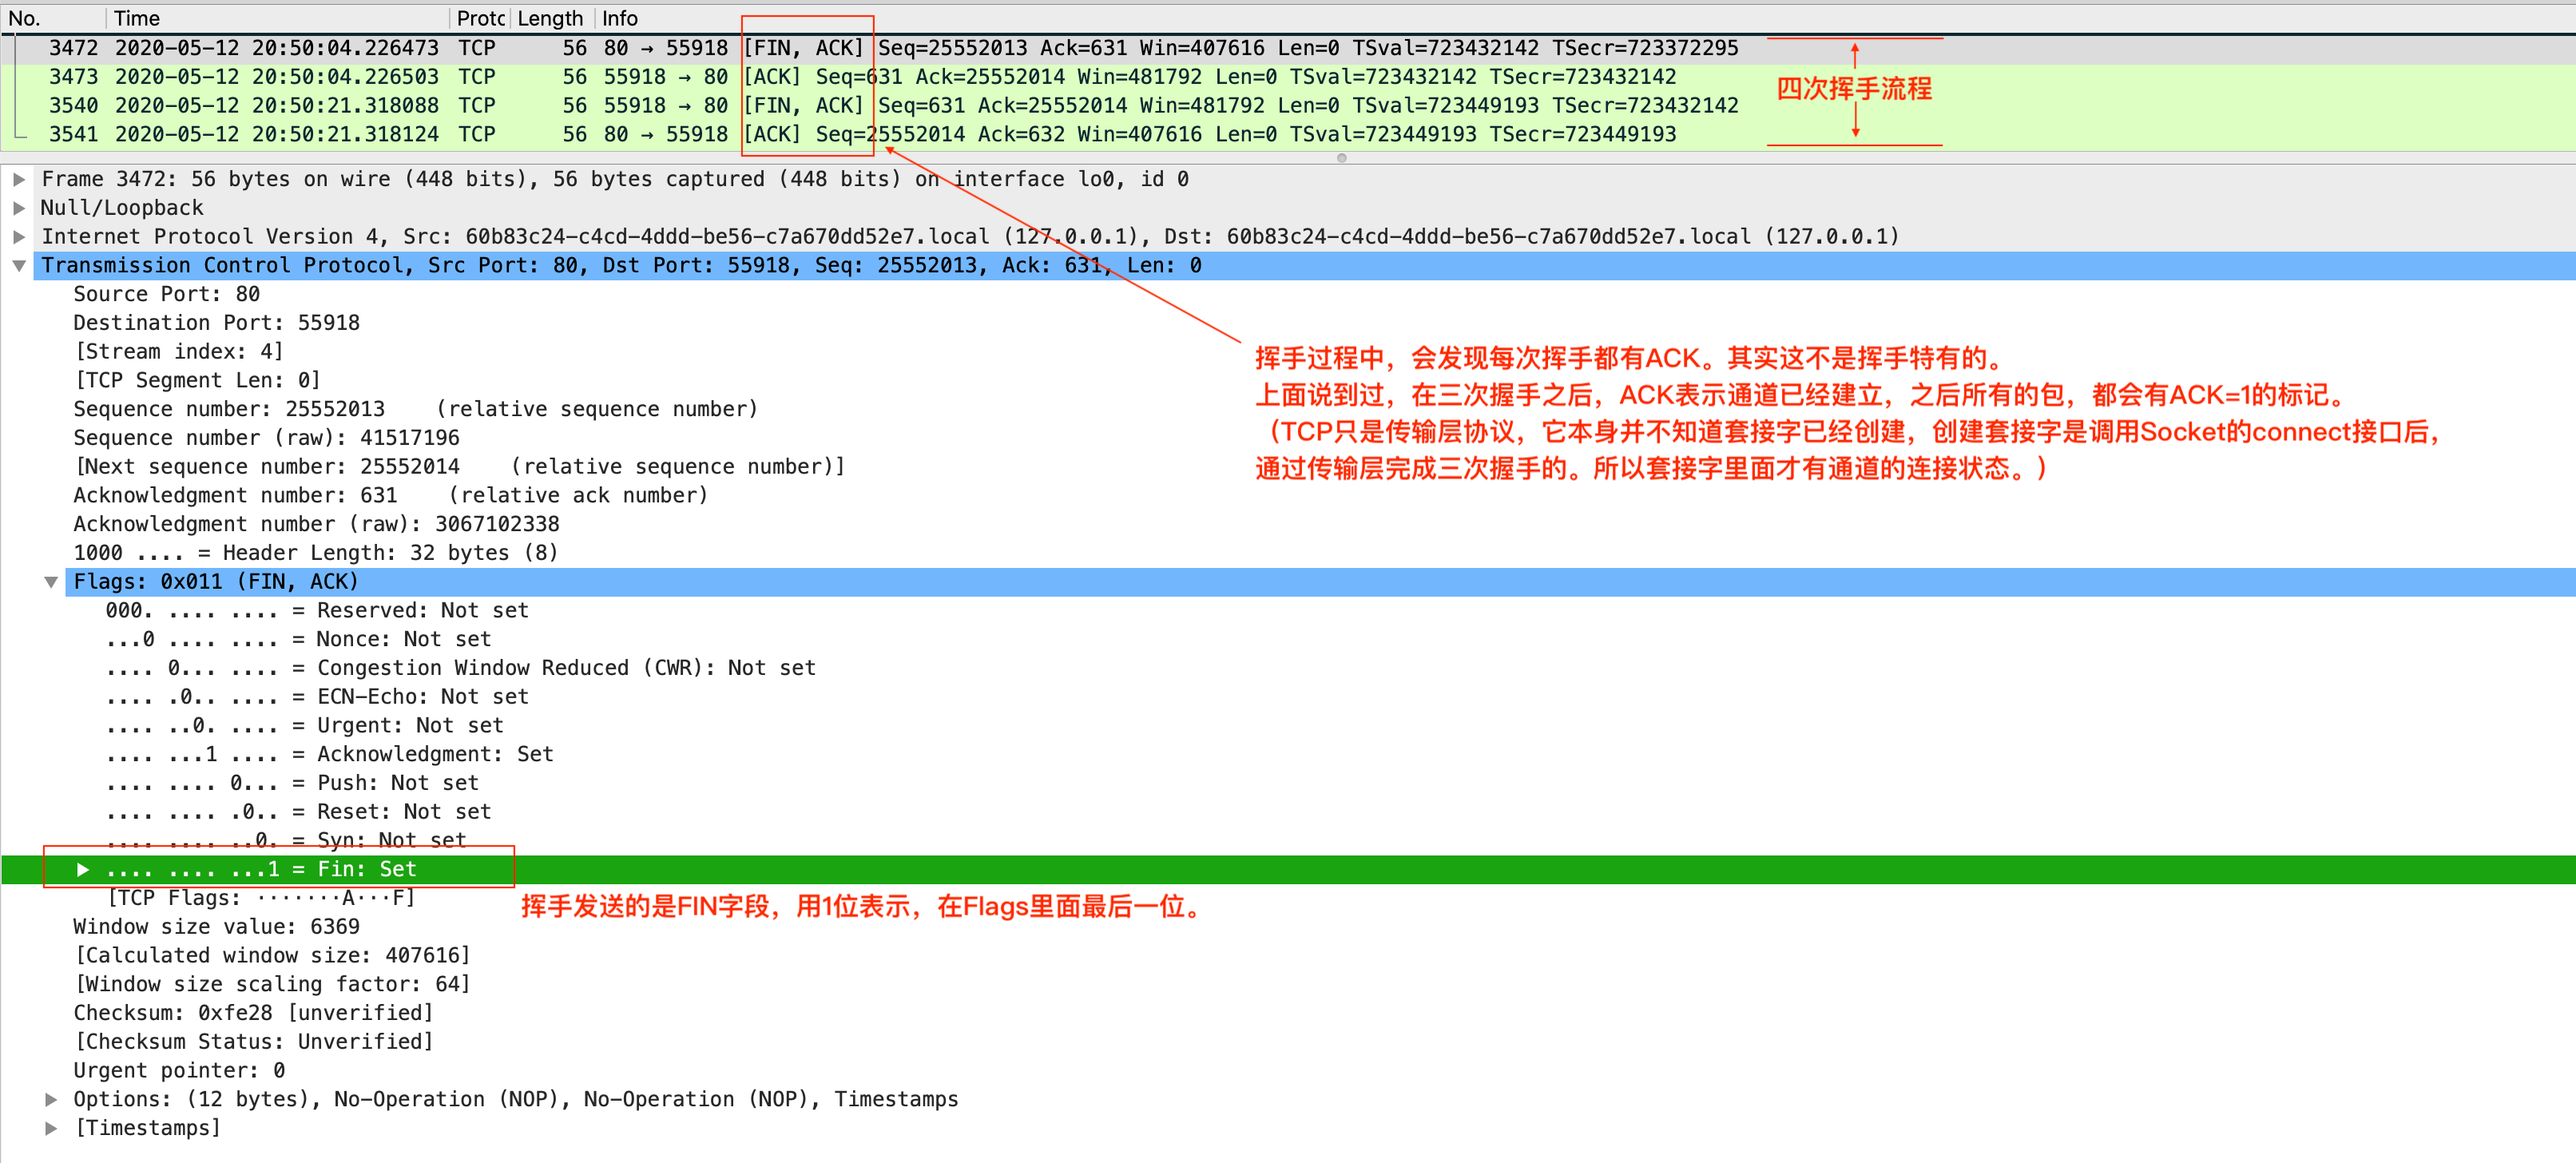 No. Time Protc Length Info
3472 2020-05-12 20:50:04.226473 TCP 56 80 → 55918 [FIN, ACK] Seq=25552013 Ack=631 Win=407616 Len=0 TSval=723432142 TSecr=723372295
3473 2020-05-12 20:50:04.226503 TCP 56 55918 → 80 [ACK] Seq=631 Ack=25552014 Win=481792 Len=0 TSval=723432142 TSecr=723432142
3540 2020-05-12 20:50:21.318088 TCP 56 55918 → 80 [FIN, ACK] Seq=631 Ack=25552014 Win=481792 Len=0 TSval=723449193 TSecr=723432142
3541 2020-05-12 20:50:21.318124 TCP 56 80 → 55918 [ACK] Seq=25552014 Ack=632 Win=407616 Len=0 TSval=723449193 TSecr=723449193
四次挥手流程
Frame 3472: 56 bytes on wire (448 bits), 56 bytes captured (448 bits) on interface lo0, id 0
Null/Loopback
Internet Protocol Version 4, Src: 60b83c24-c4cd-4ddd-be56-c7a670dd52e7.local (127.0.0.1), Dst: 60b83c24-c4cd-4ddd-be56-c7a670dd52e7.local (127.0.0.1)
Transmission Control Protocol, Src Port: 80, Dst Port: 55918, Seq: 25552013, Ack: 631, Len: 0
Source Port: 80
Destination Port: 55918
[Stream index: 4]
[TCP Segment Len: 0]
Sequence number: 25552013 (relative sequence number)
Sequence number (raw): 41517196
[Next sequence number: 25552014 (relative sequence number)]
Acknowledgment number: 631 (relative ack number)
Acknowledgment number (raw): 3067102338
1000 .... = Header Length: 32 bytes (8)
挥手过程中，会发现每次挥手都有ACK。其实这不是挥手特有的。
上面说到过，在三次握手之后，ACK表示通道已经建立，之后所有的包，都会有ACK=1的标记。
（TCP只是传输层协议，它本身并不知道套接字已经创建，创建套接字是调用Socket的connect接口后，
通过传输层完成三次握手的。所以套接字里面才有通道的连接状态。）
Flags: 0x011 (FIN, ACK)
000. .... .... = Reserved: Not set
...0 .... .... = Nonce: Not set
.... 0... .... = Congestion Window Reduced (CWR): Not set
.... .0.. .... = ECN-Echo: Not set
.... ..0. .... = Urgent: Not set
.... ...1 .... = Acknowledgment: Set
.... .... 0... = Push: Not set
.... .... .0.. = Reset: Not set
.... .... ..0. = Syn: Not set
.... .... ...1 = Fin: Set
[TCP Flags: ·······A···F]
挥手发送的是FIN字段，用1位表示，在Flags里面最后一位。
Window size value: 6369
[Calculated window size: 407616]
[Window size scaling factor: 64]
Checksum: 0xfe28 [unverified]
[Checksum Status: Unverified]
Urgent pointer: 0
Options: (12 bytes), No-Operation (NOP), No-Operation (NOP), Timestamps
[Timestamps]